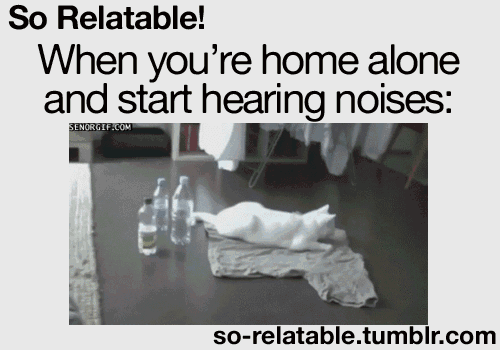 So Relatable!
When you're home alone
and start hearing noises:
SENORGIF.COM
so-relatable.tumblr.com